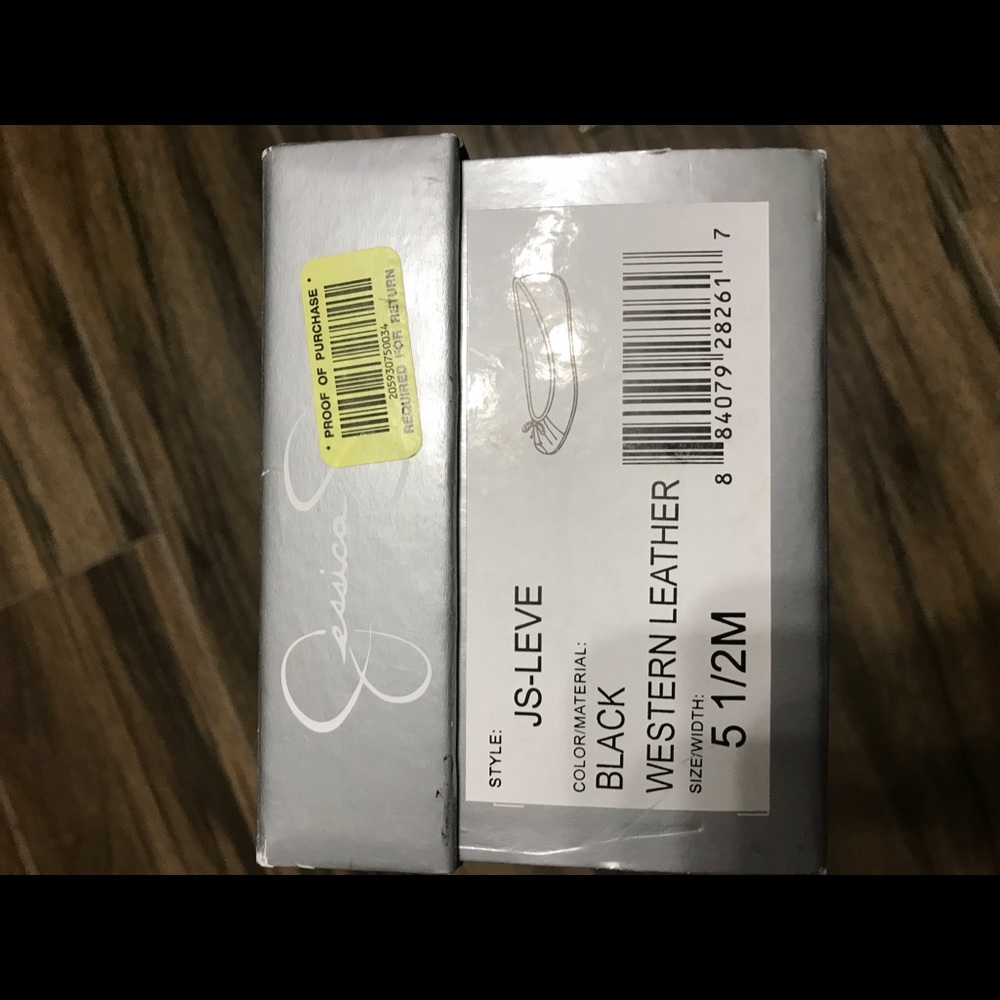 Jessica
• PROOF OF PURCHASE •
205930750034
REQUIRED FOR RETURN
STYLE:
JS-LEVE
COLOR/MATERIAL:
BLACK
WESTERN LEATHER
SIZE/WIDTH:
5 1/2M
8 84079 28261 7